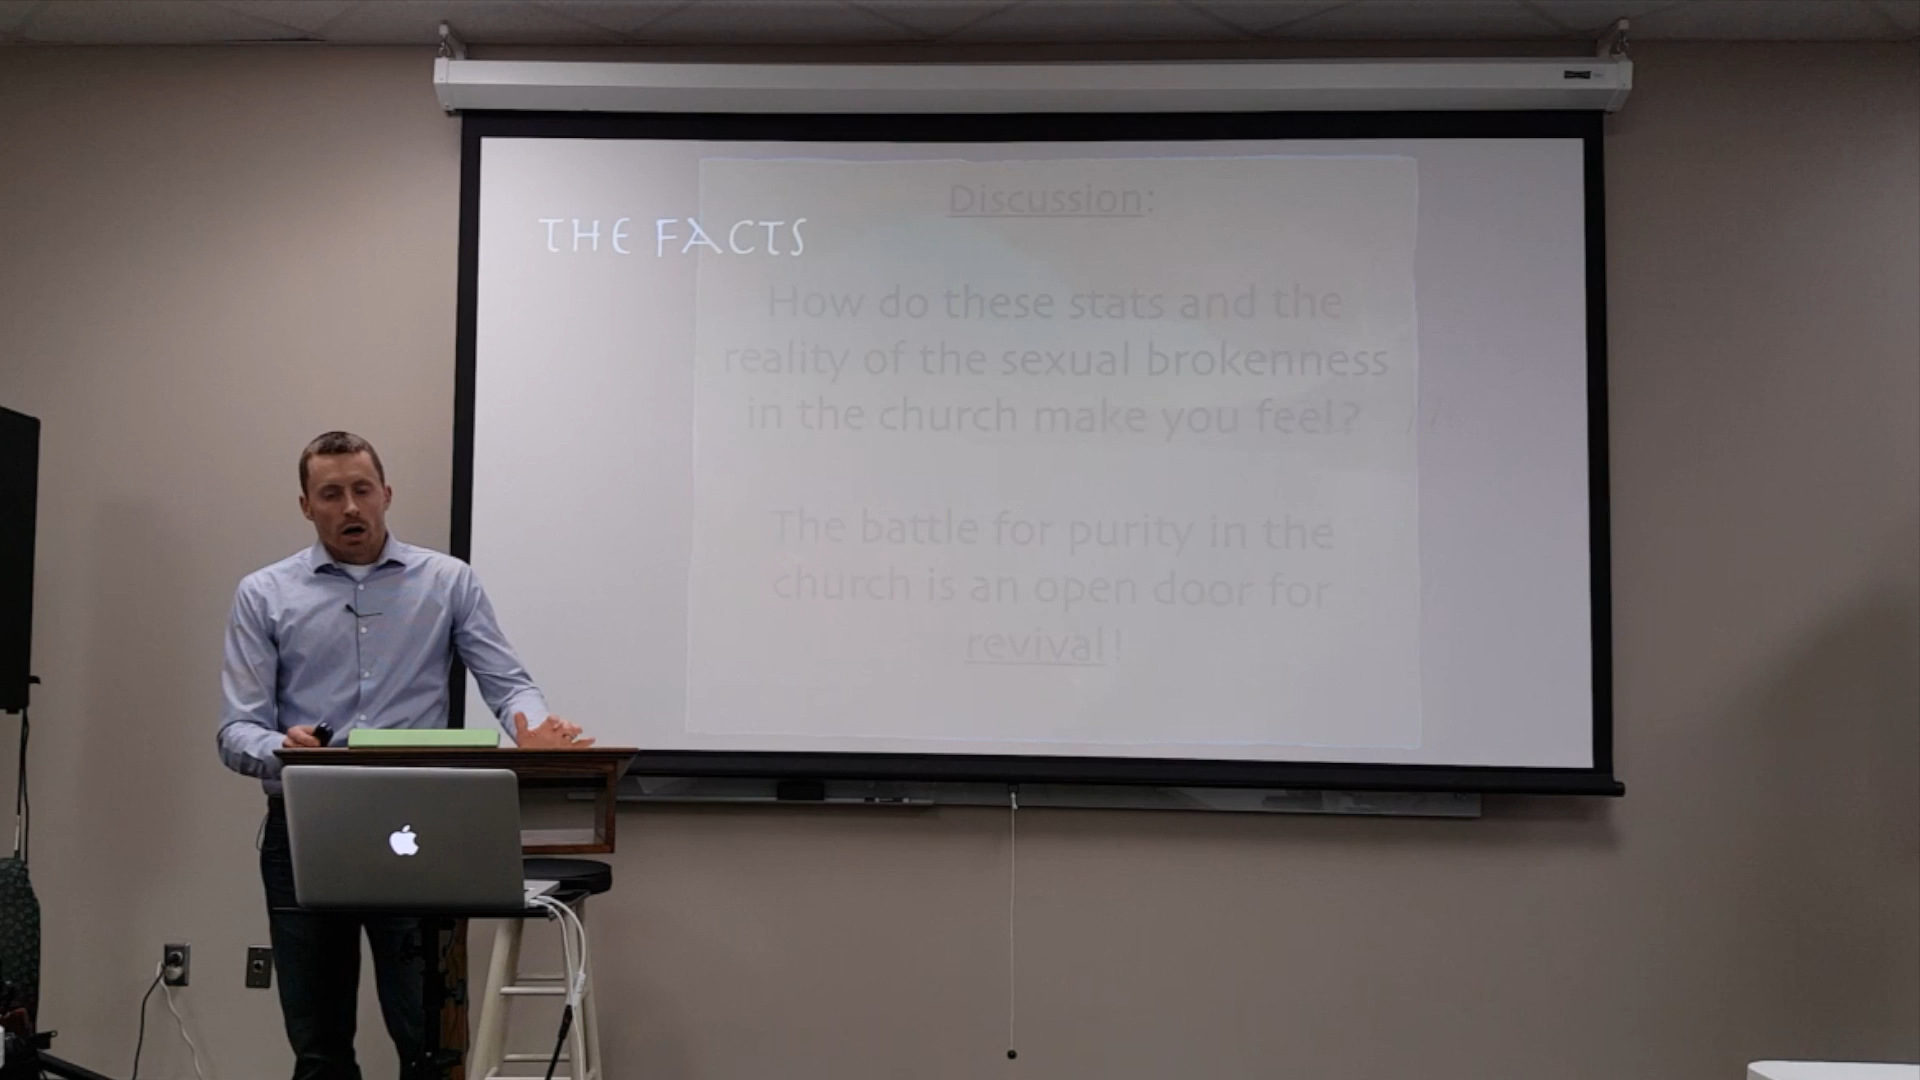 Discussion:
THE FACTS
How do these stats and the
reality of the sexual brokenness
in the church make you feel?
The battle for purity in the
church is an open door for
revival!